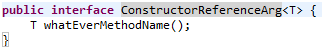 public interface ConstructorReferenceArg<T> {
    T whatEverMethodName();
}